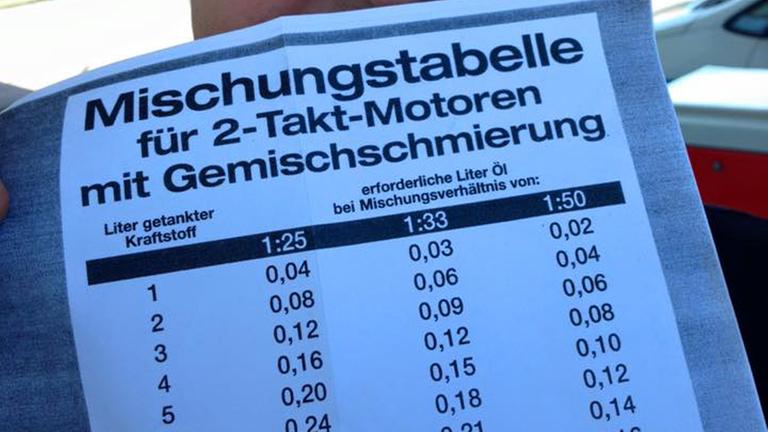 Mischungstabelle
für 2-Takt-Motoren
mit Gemischschmierung
Liter getankter
Kraftstoff
erforderliche Liter Öl
bei Mischungsverhältnis von:
1:25 1:33 1:50
1 0,04 0,03 0,02
2 0,08 0,06 0,04
3 0,12 0,09 0,06
4 0,16 0,12 0,08
5 0,20 0,15 0,10
0,24 0,18 0,12
0,21 0,14